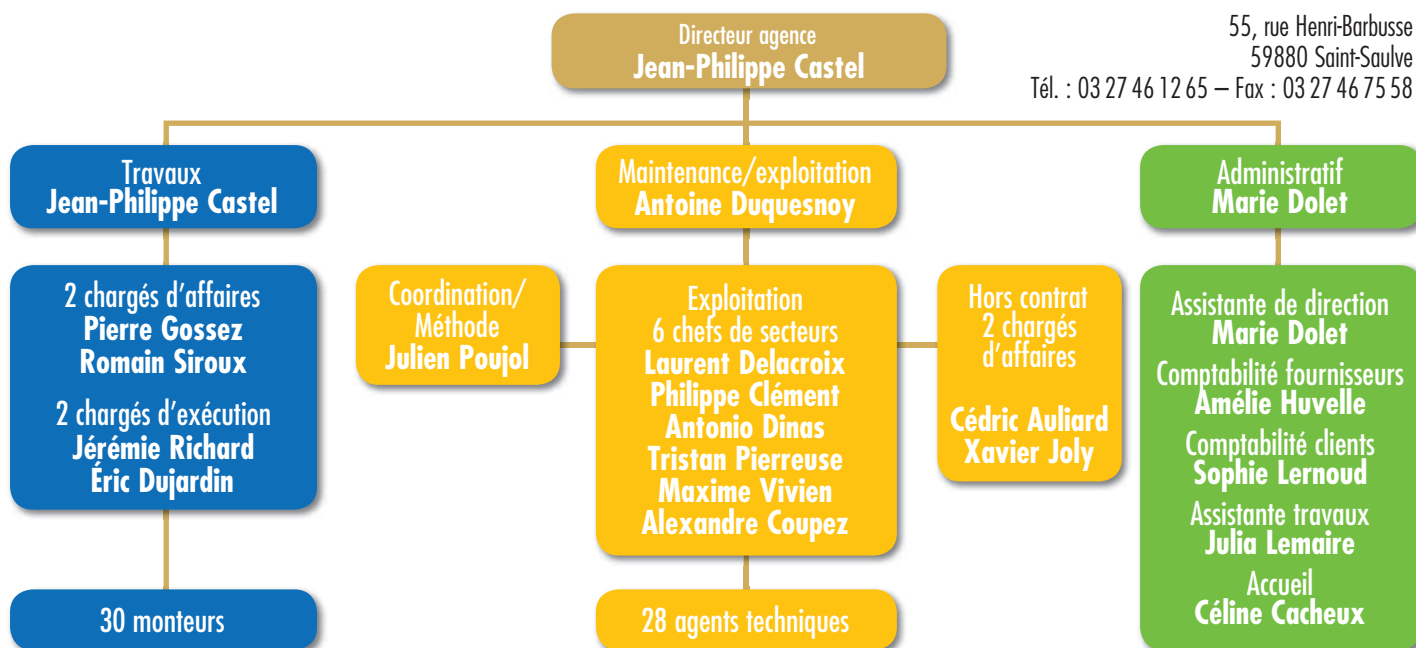 Directeur agence
Jean-Philippe Castel
55, rue Henri-Barbusse
59880 Saint-Saulve
Tél. : 03 27 46 12 65 – Fax : 03 27 46 75 58
Travaux
Jean-Philippe Castel
Maintenance/exploitation
Antoine Duquesnoy
Administratif
Marie Dolet
2 chargés d’affaires
Pierre Gossez
Romain Siroux
2 chargés d’exécution
Jérémie Richard
Éric Dujardin
30 monteurs
Coordination/
Méthode
Julien Poujol
Exploitation
6 chefs de secteurs
Laurent Delacroix
Philippe Clément
Antonio Dinas
Tristan Pierreuse
Maxime Vivien
Alexandre Coupez
28 agents techniques
Hors contrat
2 chargés
d’affaires
Cédric Auliard
Xavier Joly
Assistante de direction
Marie Dolet
Comptabilité fournisseurs
Amélie Huvelle
Comptabilité clients
Sophie Lernoud
Assistante travaux
Julia Lemaire
Accueil
Céline Cacheux